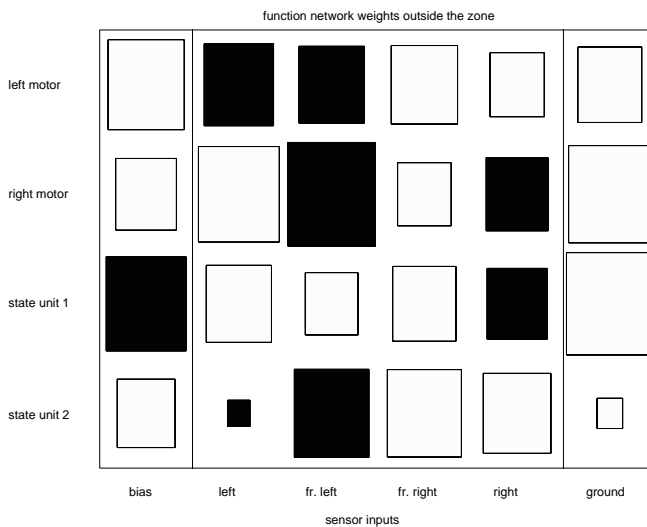 function network weights outside the zone
left motor
right motor
state unit 1
state unit 2
bias left fr. left fr. right right ground
sensor inputs